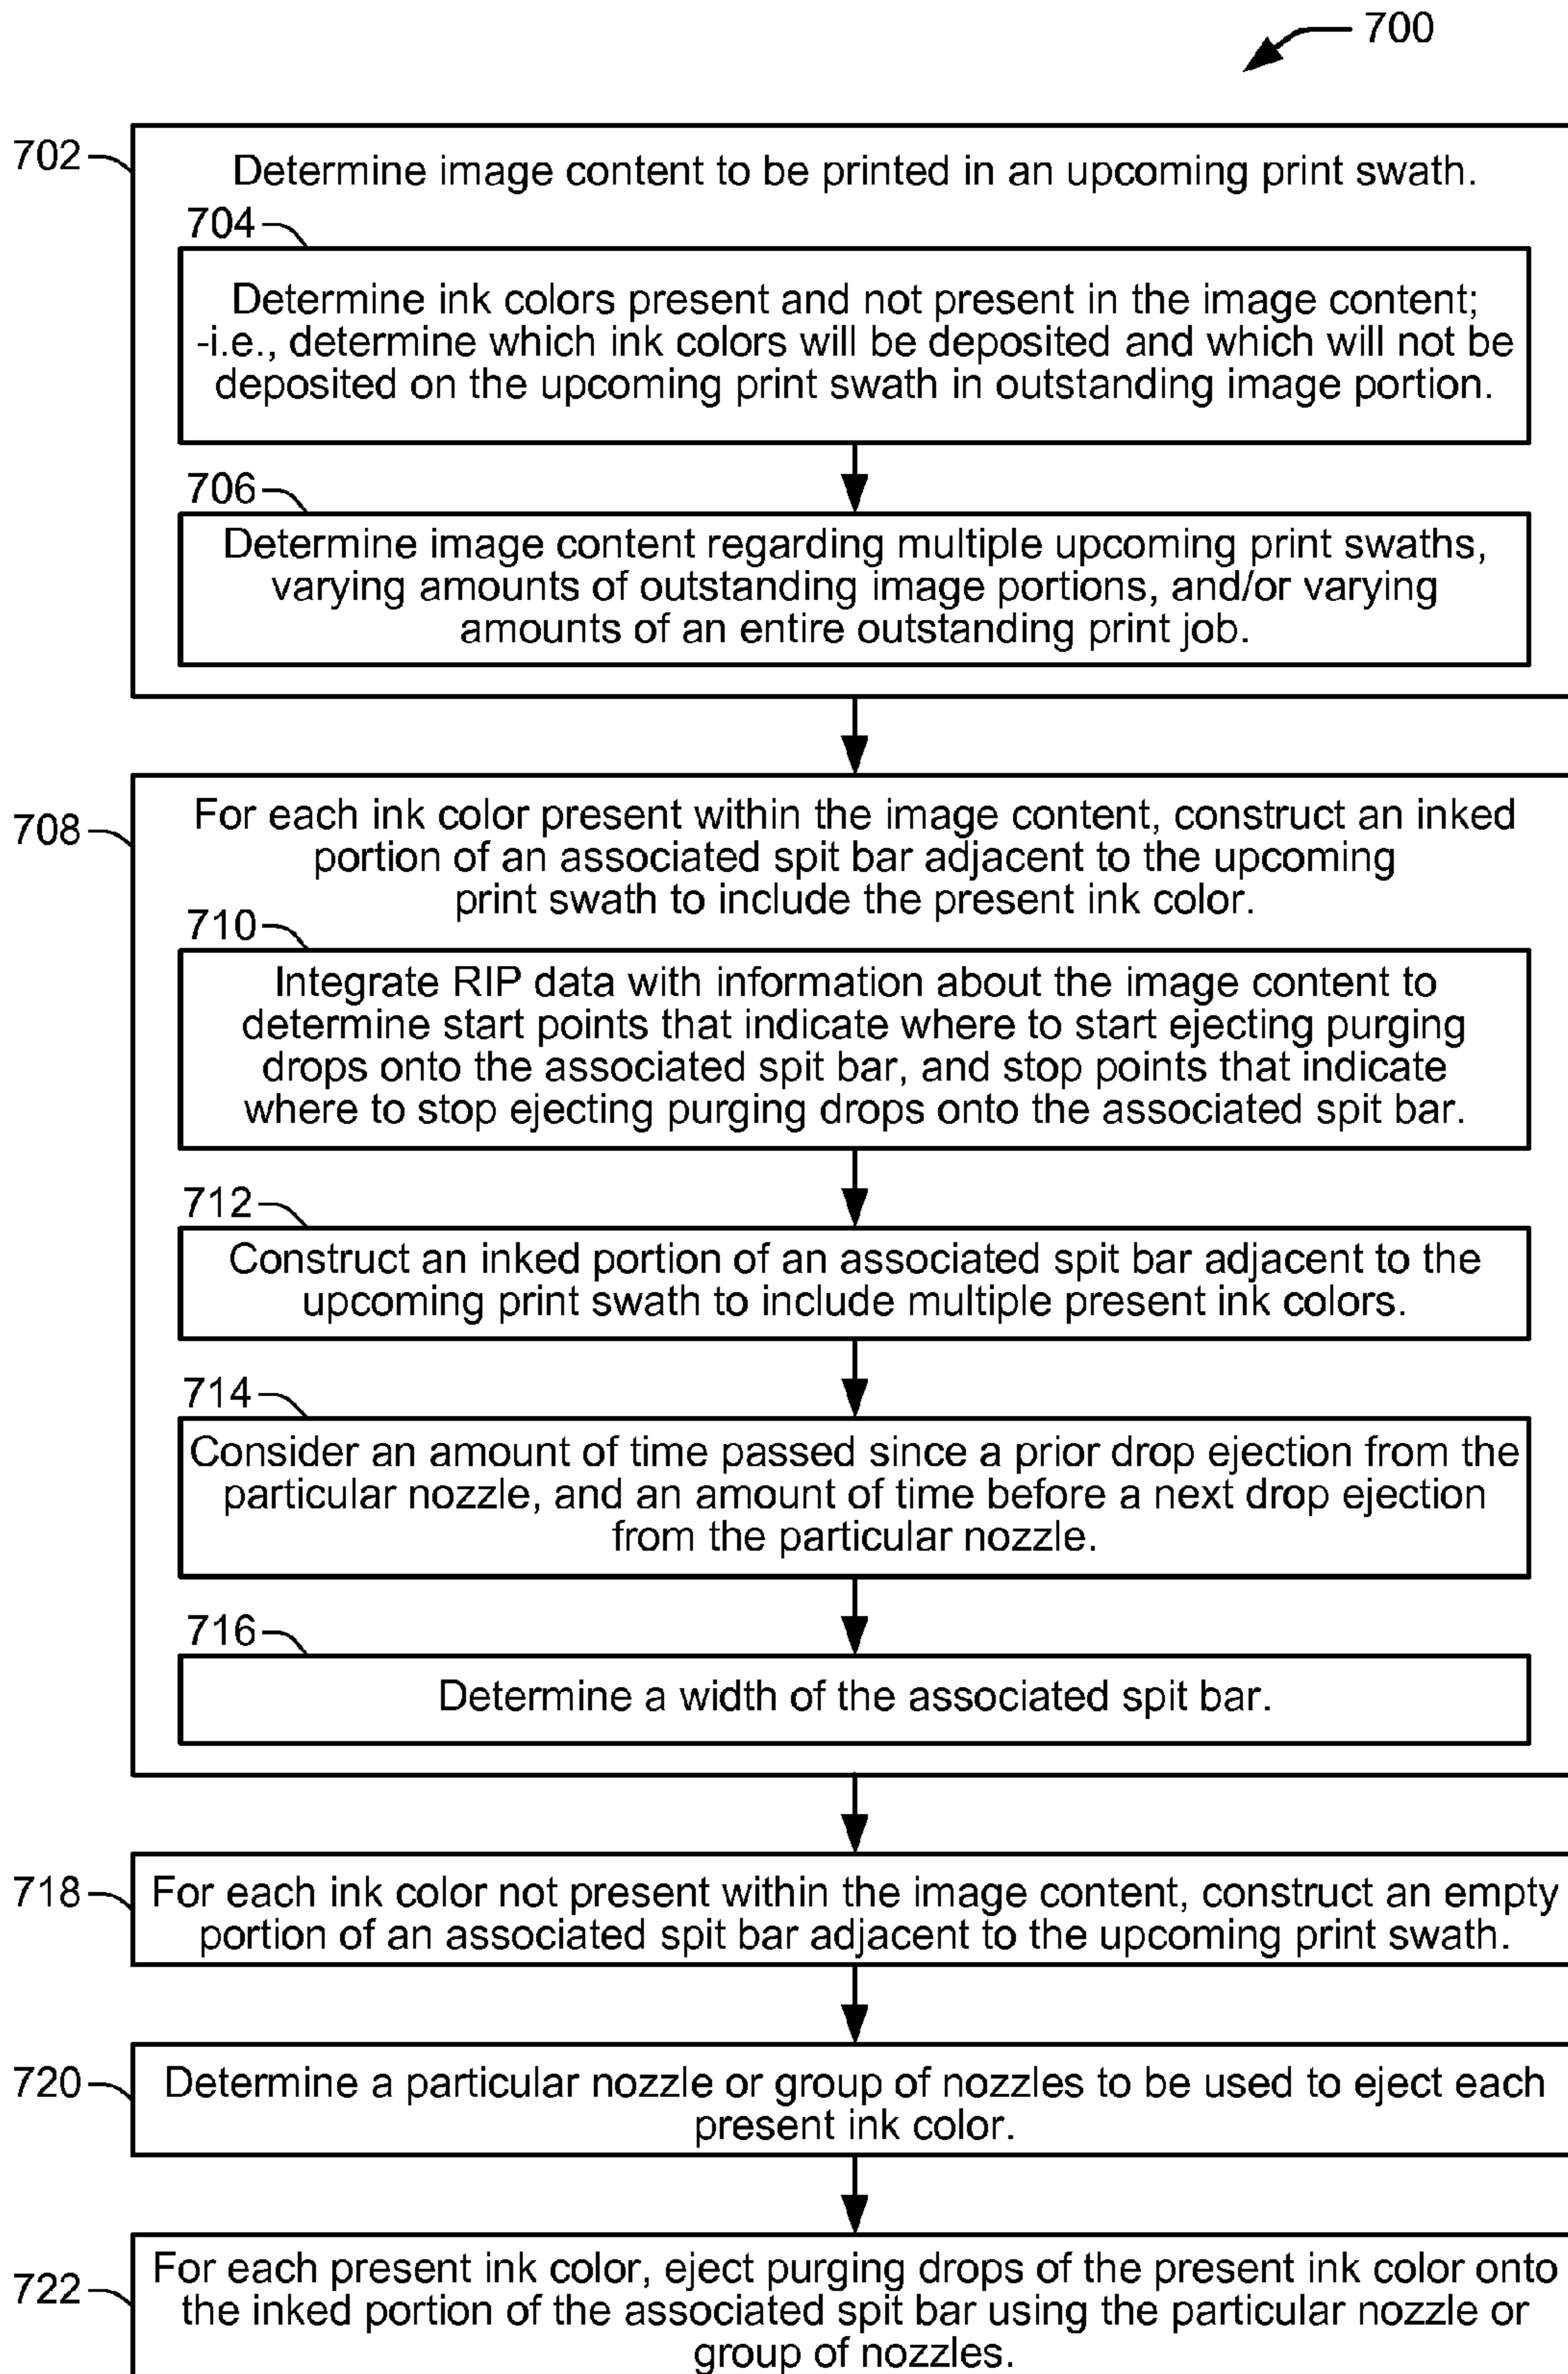 700
702
Determine image content to be printed in an upcoming print swath.
704
Determine ink colors present and not present in the image content;
-i.e., determine which ink colors will be deposited and which will not be
deposited on the upcoming print swath in outstanding image portion.
706
Determine image content regarding multiple upcoming print swaths,
varying amounts of outstanding image portions, and/or varying
amounts of an entire outstanding print job.
708
For each ink color present within the image content, construct an inked
portion of an associated spit bar adjacent to the upcoming
print swath to include the present ink color.
710
Integrate RIP data with information about the image content to
determine start points that indicate where to start ejecting purging
drops onto the associated spit bar, and stop points that indicate
where to stop ejecting purging drops onto the associated spit bar.
712
Construct an inked portion of an associated spit bar adjacent to the
upcoming print swath to include multiple present ink colors.
714
Consider an amount of time passed since a prior drop ejection from the
particular nozzle, and an amount of time before a next drop ejection
from the particular nozzle.
716
Determine a width of the associated spit bar.
718
For each ink color not present within the image content, construct an empty
portion of an associated spit bar adjacent to the upcoming print swath.
720
Determine a particular nozzle or group of nozzles to be used to eject each
present ink color.
722
For each present ink color, eject purging drops of the present ink color onto
the inked portion of the associated spit bar using the particular nozzle or
group of nozzles.